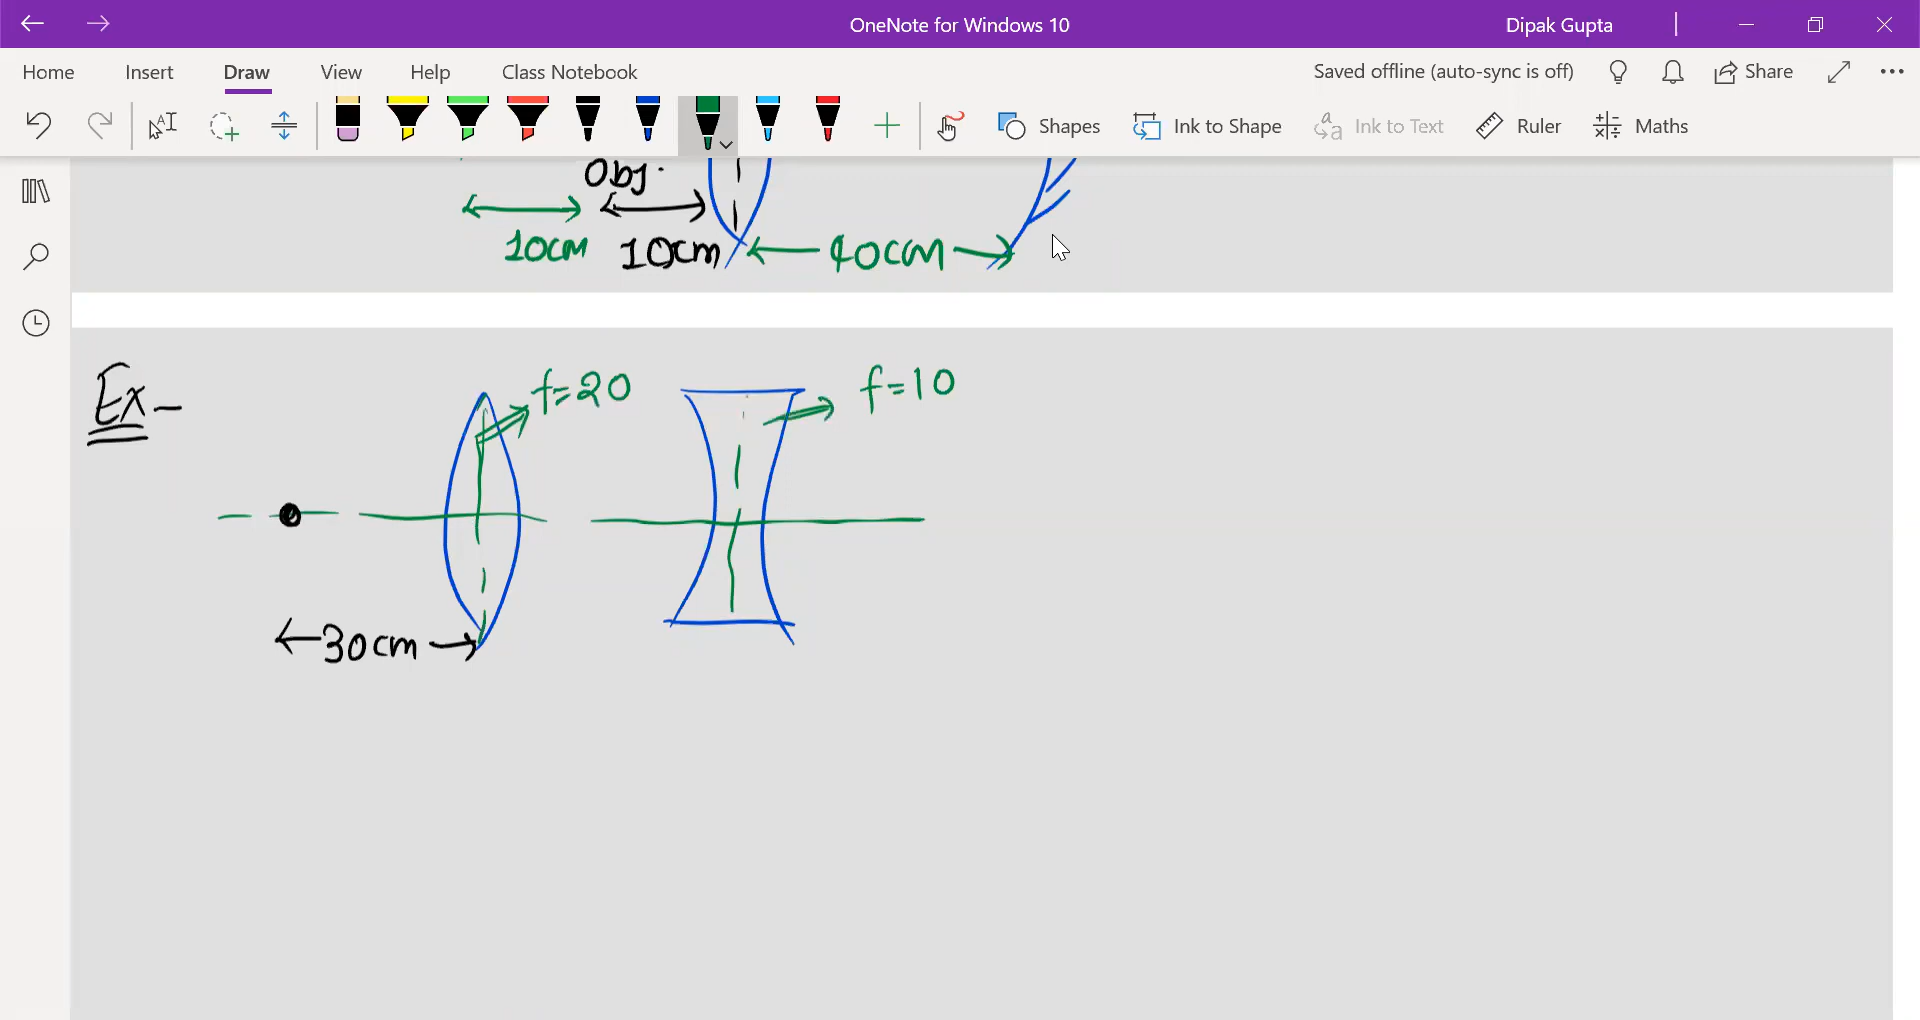 OneNote for Windows 10
Dipak Gupta
Home Insert Draw View Help Class Notebook
Saved offline (auto-sync is off) Share
Shapes Ink to Shape Ink to Text Ruler Maths
Obj.
10cm 10cm 40cm
Ex-
f=20 f=10
30cm